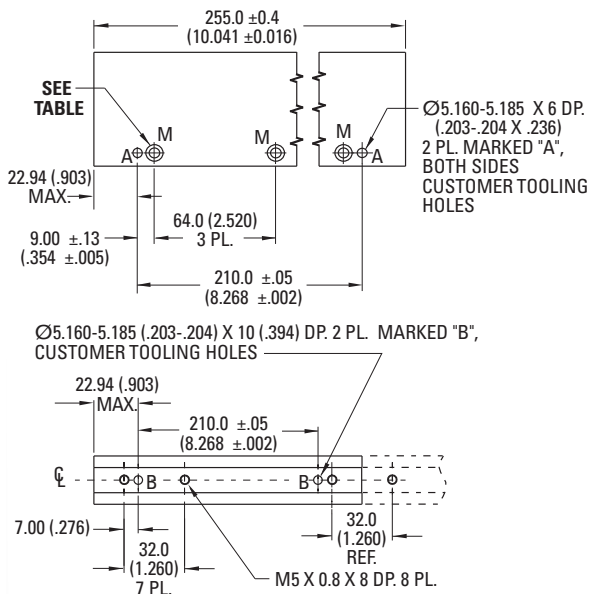 255.0 ±0.4
(10.041 ±0.016)
SEE
TABLE
M
M
M
A
A
Ø5.160-5.185 X 6 DP.
(.203-.204 X .236)
2 PL. MARKED "A",
BOTH SIDES
CUSTOMER TOOLING
HOLES
22.94 (.903)
MAX.
64.0 (2.520)
3 PL.
9.00 ±.13
(.354 ±.005)
210.0 ±.05
(8.268 ±.002)
Ø5.160-5.185 (.203-.204) X 10 (.394) DP. 2 PL. MARKED "B",
CUSTOMER TOOLING HOLES
22.94 (.903)
MAX.
210.0 ±.05
(8.268 ±.002)
℄
B
B
7.00 (.276)
32.0
(1.260)
7 PL.
32.0
(1.260)
REF.
M5 X 0.8 X 8 DP. 8 PL.